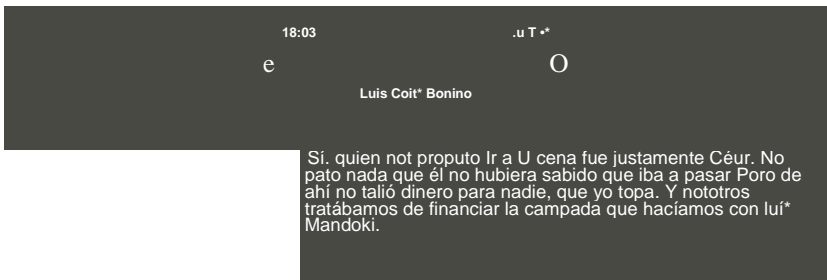 18:03 .u T •*
e O
Luis Coit* Bonino
Sí. quien not proputo Ir a U cena fue justamente Céur. No
pato nada que él no hubiera sabido que iba a pasar Poro de
ahí no talió dinero para nadie, que yo topa. Y nototros
tratábamos de financiar la campada que hacíamos con luí*
Mandoki.